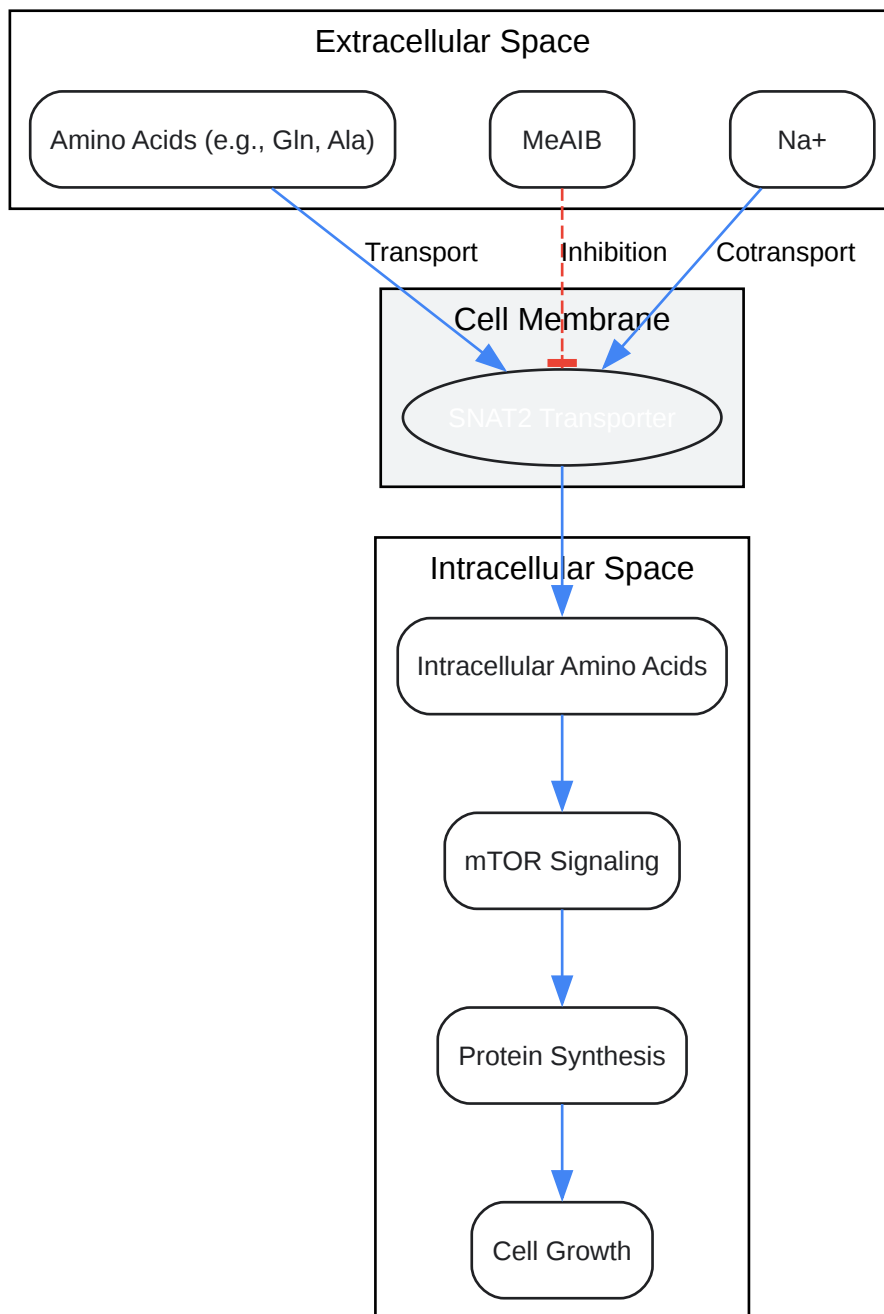 Extracellular Space
Amino Acids (e.g., Gln, Ala)
MeAIB
Na+
Transport
Inhibition
Cotransport
Cell Membrane
SNAT2 Transporter
Intracellular Space
Intracellular Amino Acids
mTOR Signaling
Protein Synthesis
Cell Growth